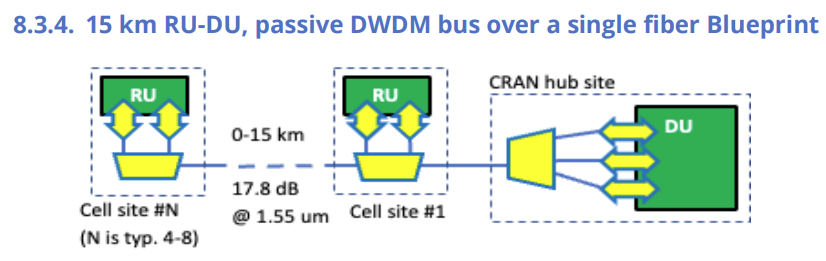 8.3.4. 15 km RU-DU, passive DWDM bus over a single fiber Blueprint
RU
Cell site #N
(N is typ. 4-8)
0-15 km
17.8 dB
@ 1.55 um
RU
Cell site #1
CRAN hub site
DU